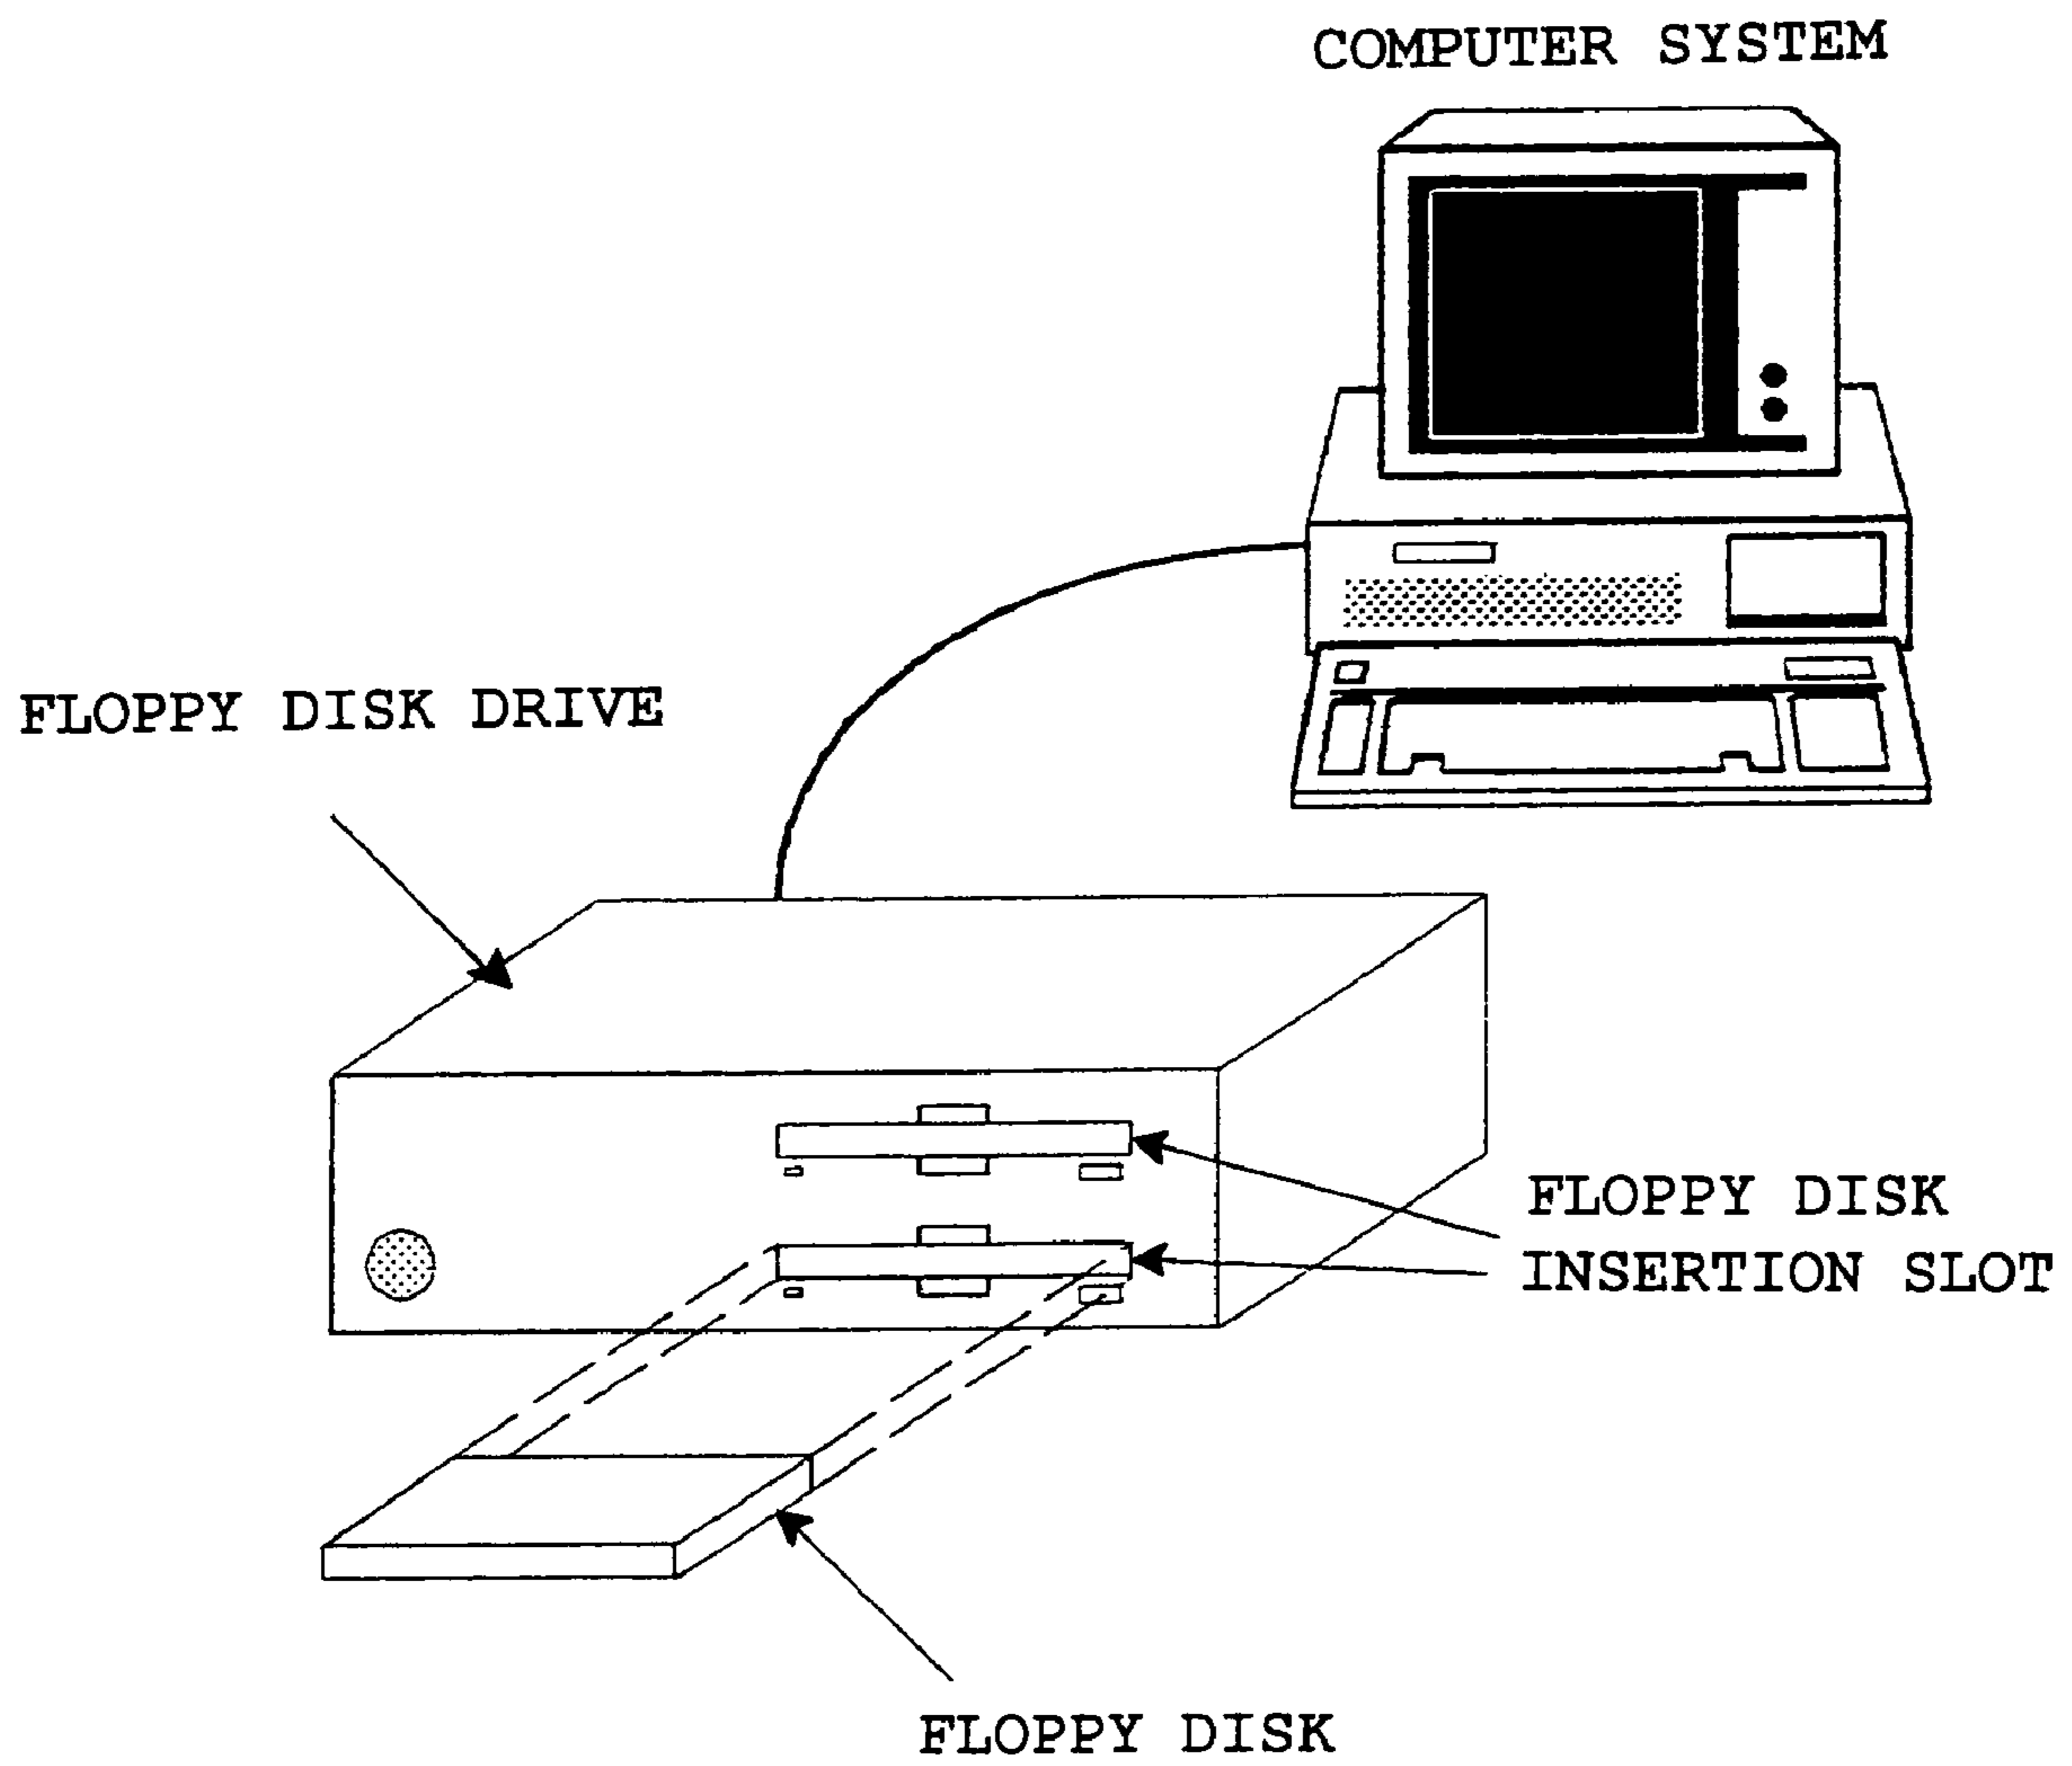 COMPUTER SYSTEM
FLOPPY DISK DRIVE
FLOPPY DISK
INSERTION SLOT
FLOPPY DISK